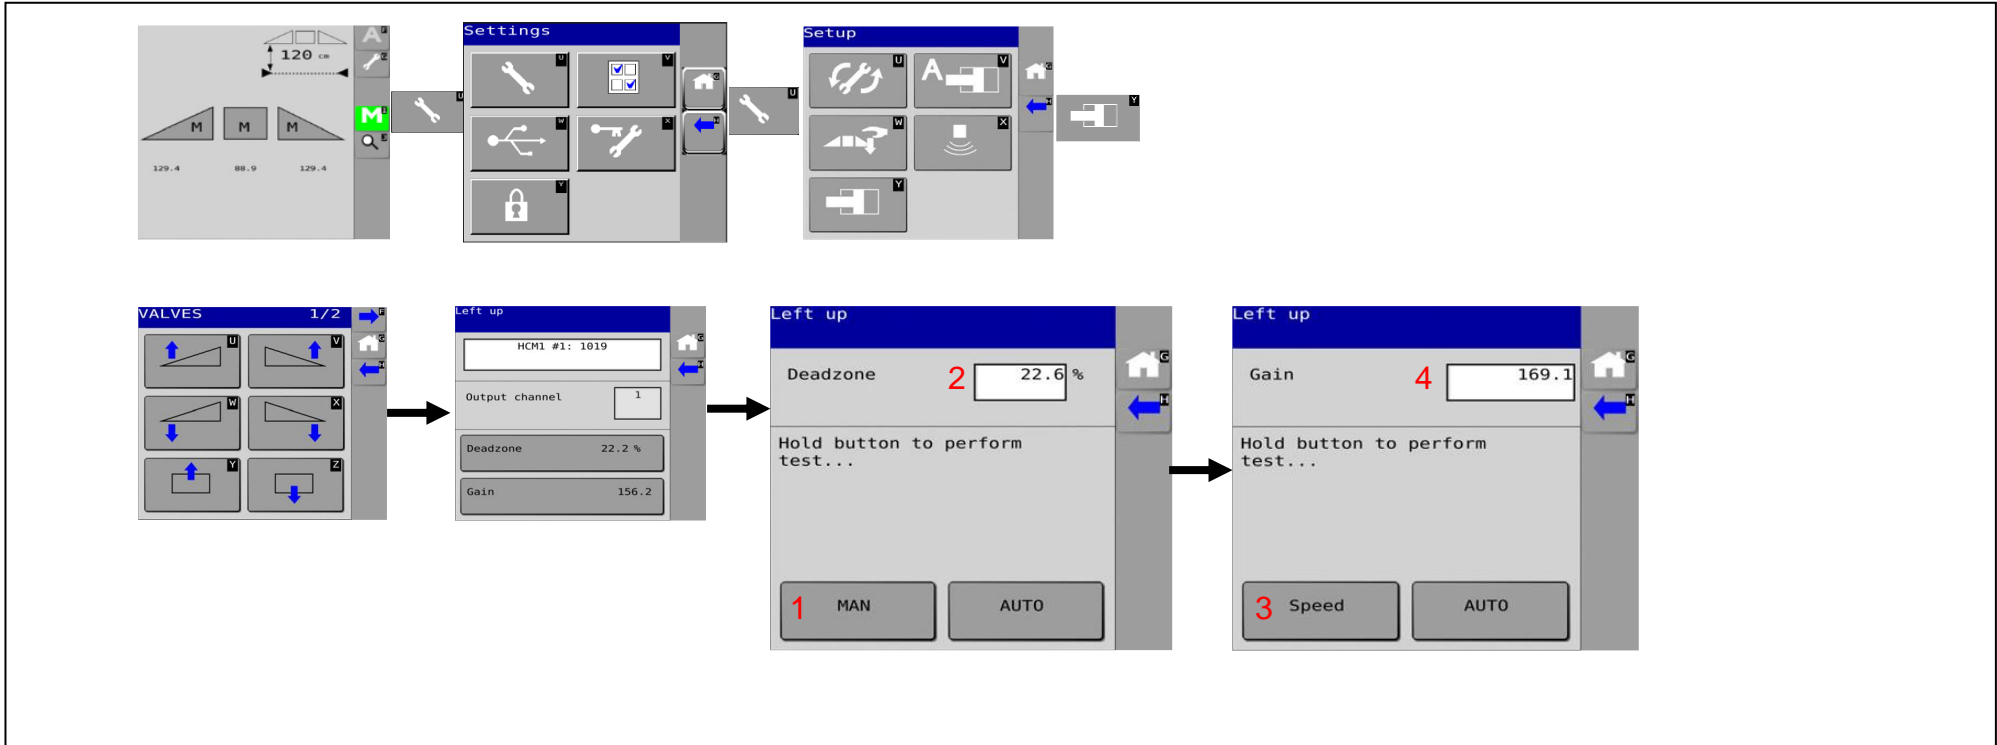 A F
120 cm
Z
M I
J
M M M
129.4 88.9 129.4
U
Settings
U V
G
W X H
Y
U
Setup
U A V
G
H
W X
Y
Y
VALVES 1/2 F
U V G
H
W X
Y Z
Left up
HCM1 #1: 1019
G
H
Output channel 1
Deadzone 22.2 %
Gain 156.2
Left up
Deadzone 2 22.6 %
G
H
Hold button to perform
test...
1 MAN AUTO
Left up
Gain 4 169.1
G
H
Hold button to perform
test...
3 Speed AUTO